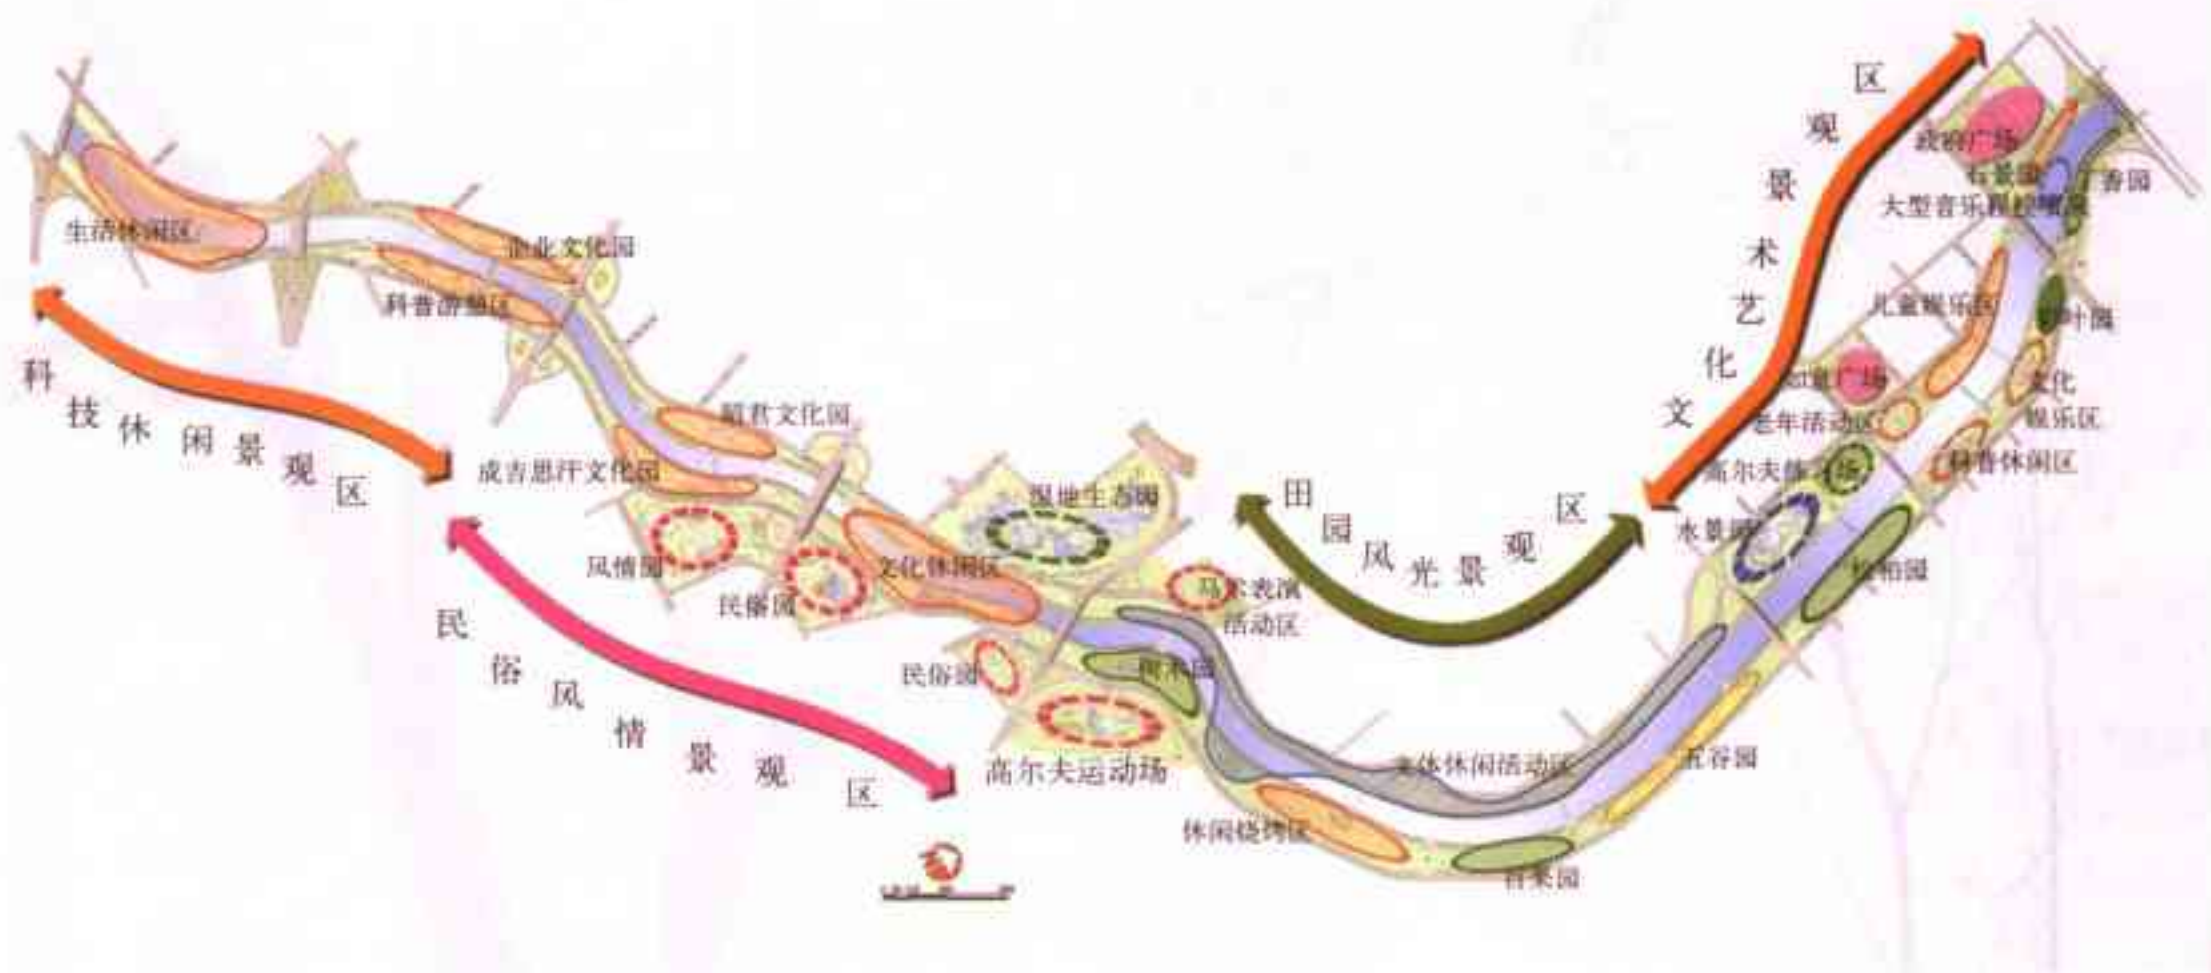 生活休闲区
企业文化园
科普游憩区
科技休闲景观区
昭君文化园
成吉思汗文化园
风情园
民俗园
文化休闲区
湿地生态园
马术表演
活动区
民俗园
树木园
高尔夫运动场
民俗风情景观区
休闲烧烤区
百果园
文体休闲活动区
五谷园
田园风光景观区
水景园
松柏园
老年活动区
科普休闲区
文化
娱乐区
儿童娱乐区
政府广场
石景园
丁香园
文化艺术景观区